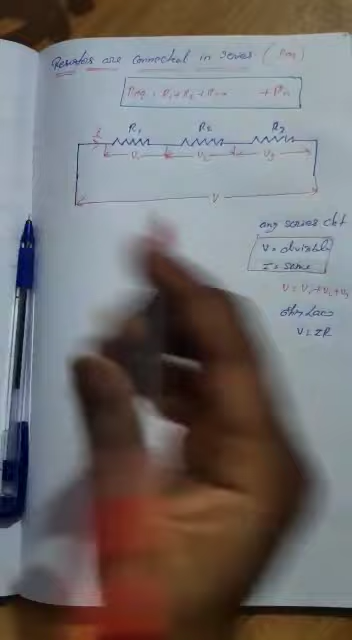 Resistors are connected in series ( Req )
Req = R1 + R2 + R3 + Rn
R1 R2 R3
I
V1 V2 V3
V
any series ckt
V = divisible
I = same
V = V1 + V2 + V3
Ohm Law
V = IR